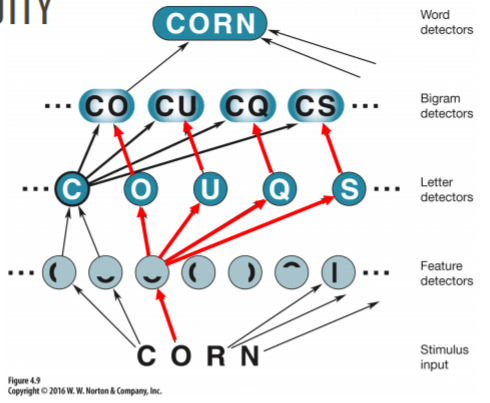 CORN
Word
detectors
... CO CU CQ CS ...
Bigram
detectors
... C O U Q S ...
Letter
detectors
... ...
Feature
detectors
C O R N
Stimulus
input
Figure 4.9
Copyright © 2016 W. W. Norton & Company, Inc.